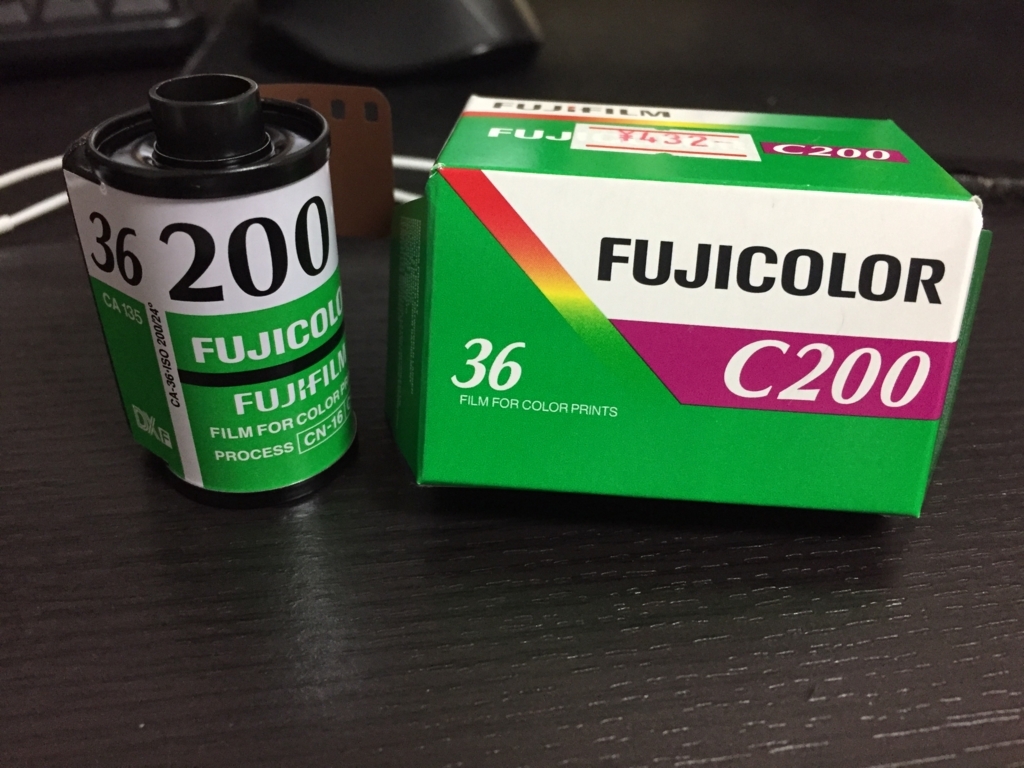 36
200
CA 135
CA-36-ISO 200/24°
FUJICOLO
FUJIFILM
FILM FOR COLOR
PROCESS CN-16
DX
FUJIFILM
FUJ
¥432-
C200
FUJICOLOR
C200
36
FILM FOR COLOR PRINTS